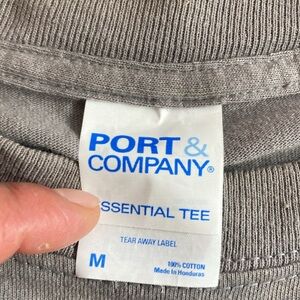 PORT &
COMPANY®
SSENTIAL TEE
TEAR AWAY LABEL
M
100% COTTON
Made in Honduras